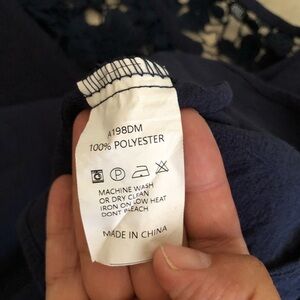 A198DM
100% POLYESTER
P
MACHINE WASH
OR DRY CLEAN
IRON ON LOW HEAT
DONT BLEACH
MADE IN CHINA